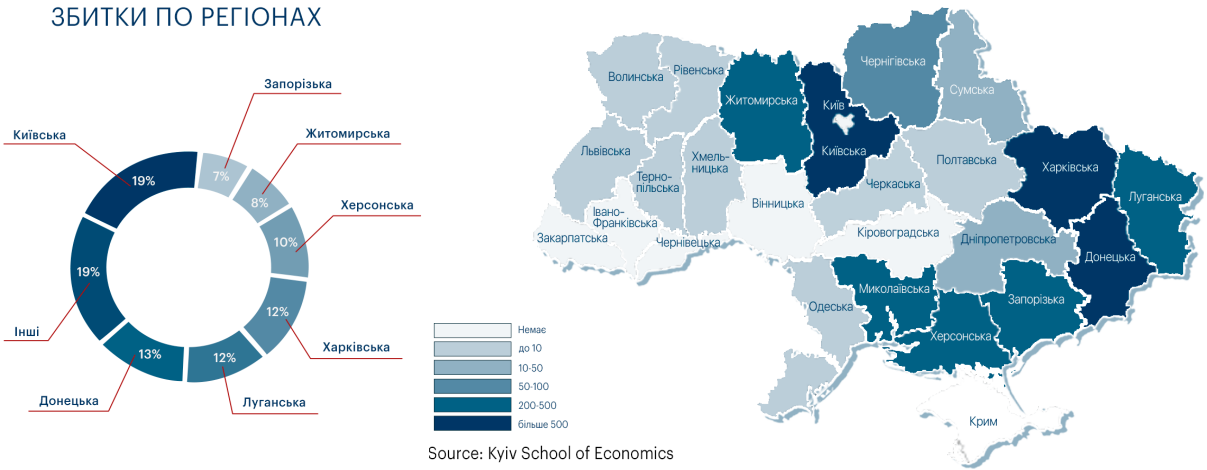 ЗБИТКИ ПО РЕГІОНАХ
Запорізька
Київська
Житомирська
19%
7%
8%
Херсонська
10%
19%
12%
Інші
13%
12%
Харківська
Донецька
Луганська
Волинська
Рівенська
Житомирська
Київ
Київська
Чернігівська
Сумська
Львівська
Терно-
пільська
Хмель-
ницька
Черкаська
Полтавська
Харківська
Луганська
Івано-
Франківська
Закарпатська
Чернівецька
Вінницька
Кіровоградська
Дніпропетровська
Донецька
Одеська
Миколаївська
Запорізька
Херсонська
Крим
Немає
до 10
10-50
50-100
200-500
більше 500
Source: Kyiv School of Economics